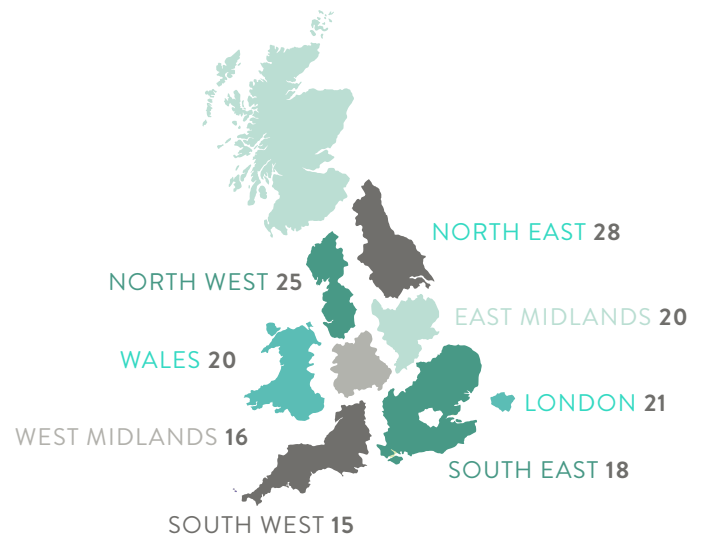 NORTH EAST 28
NORTH WEST 25
EAST MIDLANDS 20
WALES 20
LONDON 21
WEST MIDLANDS 16
SOUTH EAST 18
SOUTH WEST 15